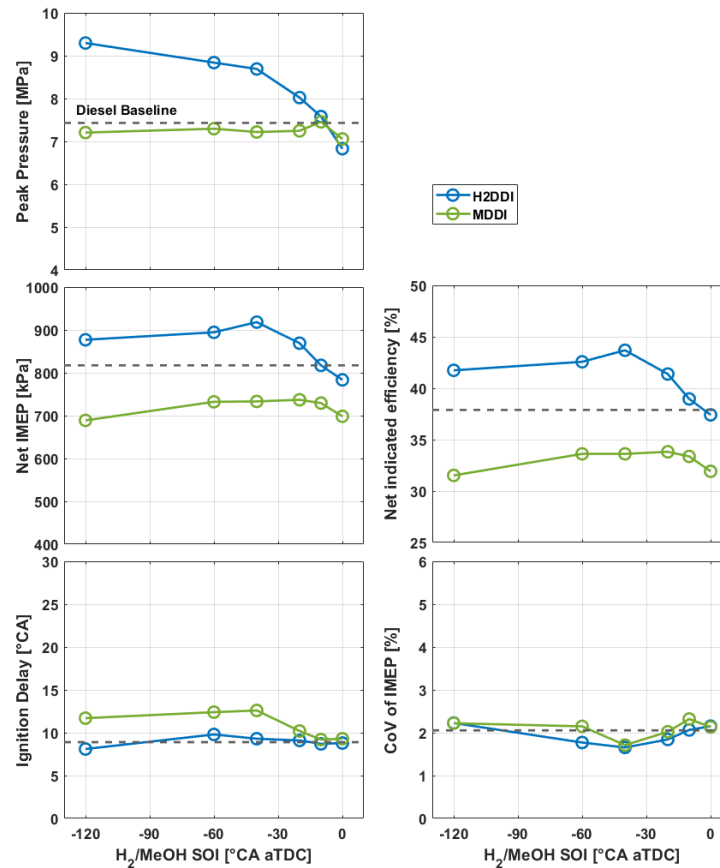 10
9
8
7
6
5
4
Peak Pressure [MPa]
Diesel Baseline
H2DDI
MDDI
1000
900
800
700
600
500
400
Net IMEP [kPa]
50
45
40
35
30
25
Net indicated efficiency [%]
30
25
20
15
10
5
0
Ignition Delay [°CA]
-120 -90 -60 -30 0
H₂/MeOH SOI [°CA aTDC]
6
5
4
3
2
1
0
CoV of IMEP [%]
-120 -90 -60 -30 0
H₂/MeOH SOI [°CA aTDC]